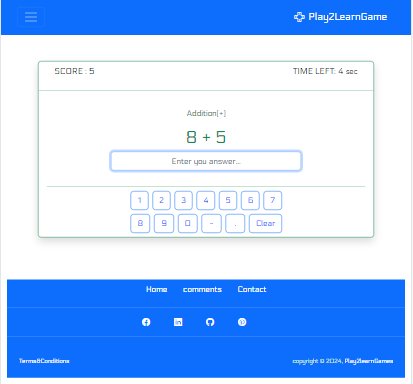 Play2LearnGame
SCORE : 5 TIME LEFT: 4 sec
Addition[+]
8 + 5
Enter you answer...
1 2 3 4 5 6 7
8 9 0 - . Clear
Home comments Contact
Terms&Conditions copyright © 2024, Play2learnGames